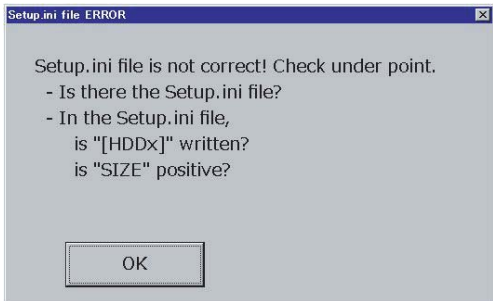 Setup.ini file ERROR
Setup.ini file is not correct! Check under point.
- Is there the Setup.ini file?
- In the Setup.ini file,
is "[HDDx]" written?
is "SIZE" positive?
OK